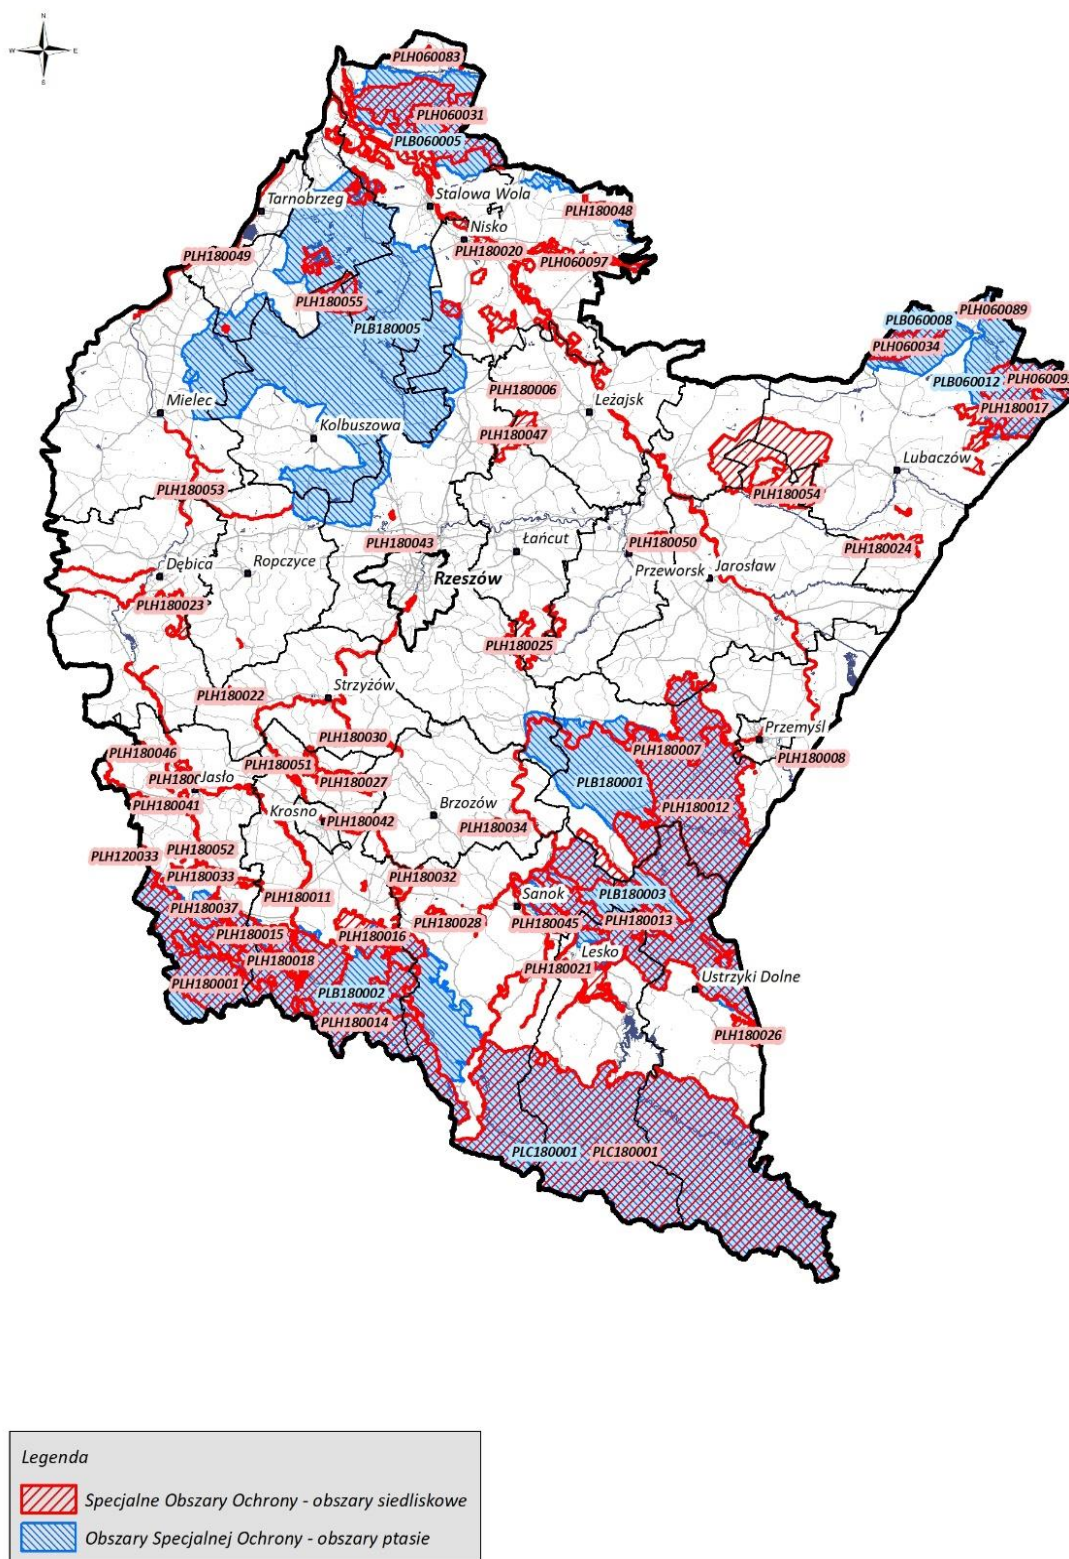 N
W E
S
PLH060083
PLH060031
PLB060005
Tarnobrzeg
Stalowa Wola
PLH180048
Nisko
PLH180049
PLH180020
PLH060097
PLH180055
PLB180005
PLH060089
PLB060008
PLH060034
PLB060012
PLH06009
PLH180017
PLH180006
Mielec
Leżajsk
Kolbuszowa
PLH180047
Lubaczów
PLH180053
PLH180054
PLH180043
Łańcut
PLH180050
PLH180024
Dębica
Ropczyce
Rzeszów
Przeworsk
Jarosław
PLH180023
PLH180025
PLH180022
Strzyżów
PLH180030
Przemyśl
PLH180046
PLH180051
PLH180007
PLH180008
Jasło
PLH180027
PLB180001
PLH180041
Krosno
Brzozów
PLH180012
PLH180042
PLH180034
PLH120033
PLH180052
PLH180033
PLH180032
PLH180011
PLB180003
PLH180037
Sanok
PLH180028
PLH180045
PLH180013
PLH180015
PLH180016
PLH180018
Lesko
PLH180021
PLH180001
PLB180002
Ustrzyki Dolne
PLH180014
PLH180026
PLC180001
PLC180001
Legenda
Specjalne Obszary Ochrony - obszary siedliskowe
Obszary Specjalnej Ochrony - obszary ptasie